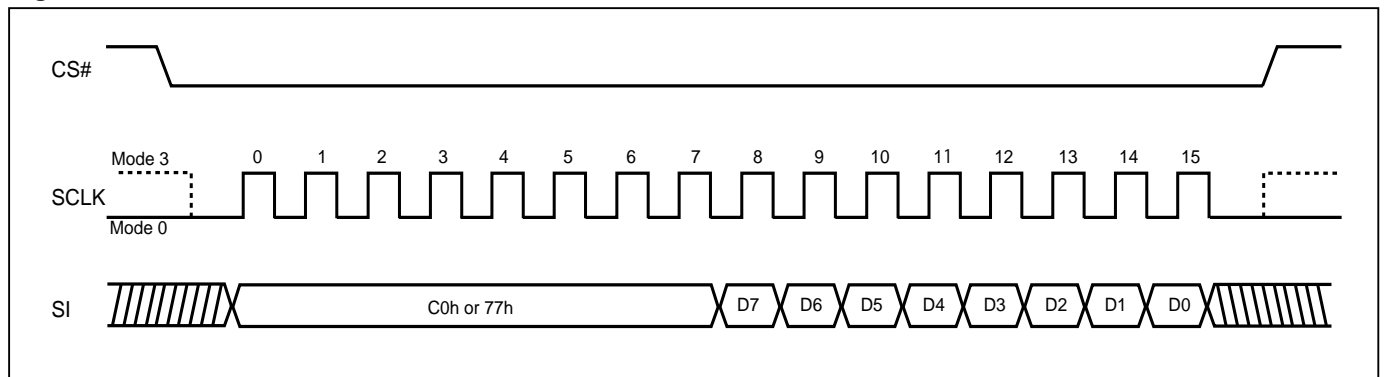 CS#
Mode 3 0 1 2 3 4 5 6 7 8 9 10 11 12 13 14 15
SCLK
Mode 0
SI C0h or 77h D7 D6 D5 D4 D3 D2 D1 D0